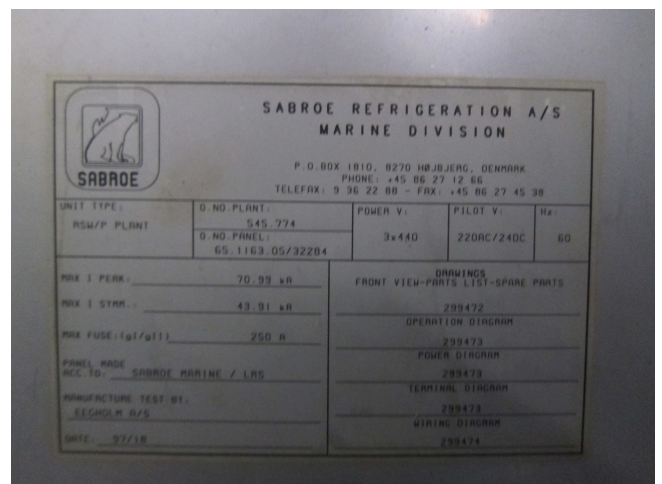 SABROE REFRIGERATION A/S
MARINE DIVISION
P.O.BOX 1810, 8270 HØJBJERG, DENMARK
PHONE: +45 86 27 12 66
TELEFAX: 9 36 22 88 - FAX: +45 86 27 45 38
SABROE
UNIT TYPE:
RSW/P PLANT
O.NO.PLANT:
545.774
O.NO.PANEL:
65.1163.05/32284
POWER V:
3x440
PILOT V:
220AC/24DC
Hz:
60
MAX I PEAK: 70.99 kA
MAX I SYMM.: 43.91 kA
MAX FUSE:(gl/gll) 250 A
PANEL MADE
ACC.TO. SABROE MARINE / LRS
MANUFACTURE TEST BY:
EEGHOLM A/S
DATE: 97/18
DRAWINGS
FRONT VIEW-PARTS LIST-SPARE PARTS
299472
OPERATION DIAGRAM
299473
POWER DIAGRAM
299473
TERMINAL DIAGRAM
299473
WIRING DIAGRAM
299474